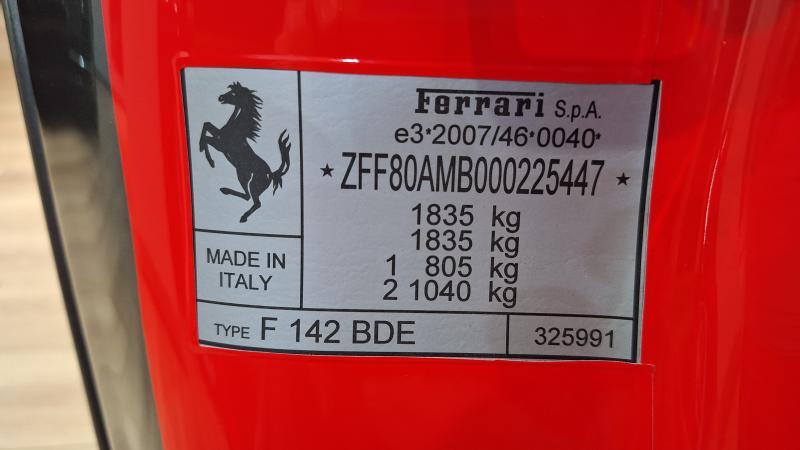 Ferrari S.p.A.
e3*2007/46*0040*
★ ZFF80AMB000225447 ★
1835 kg
1835 kg
1 805 kg
2 1040 kg
MADE IN
ITALY
TYPE F 142 BDE
325991